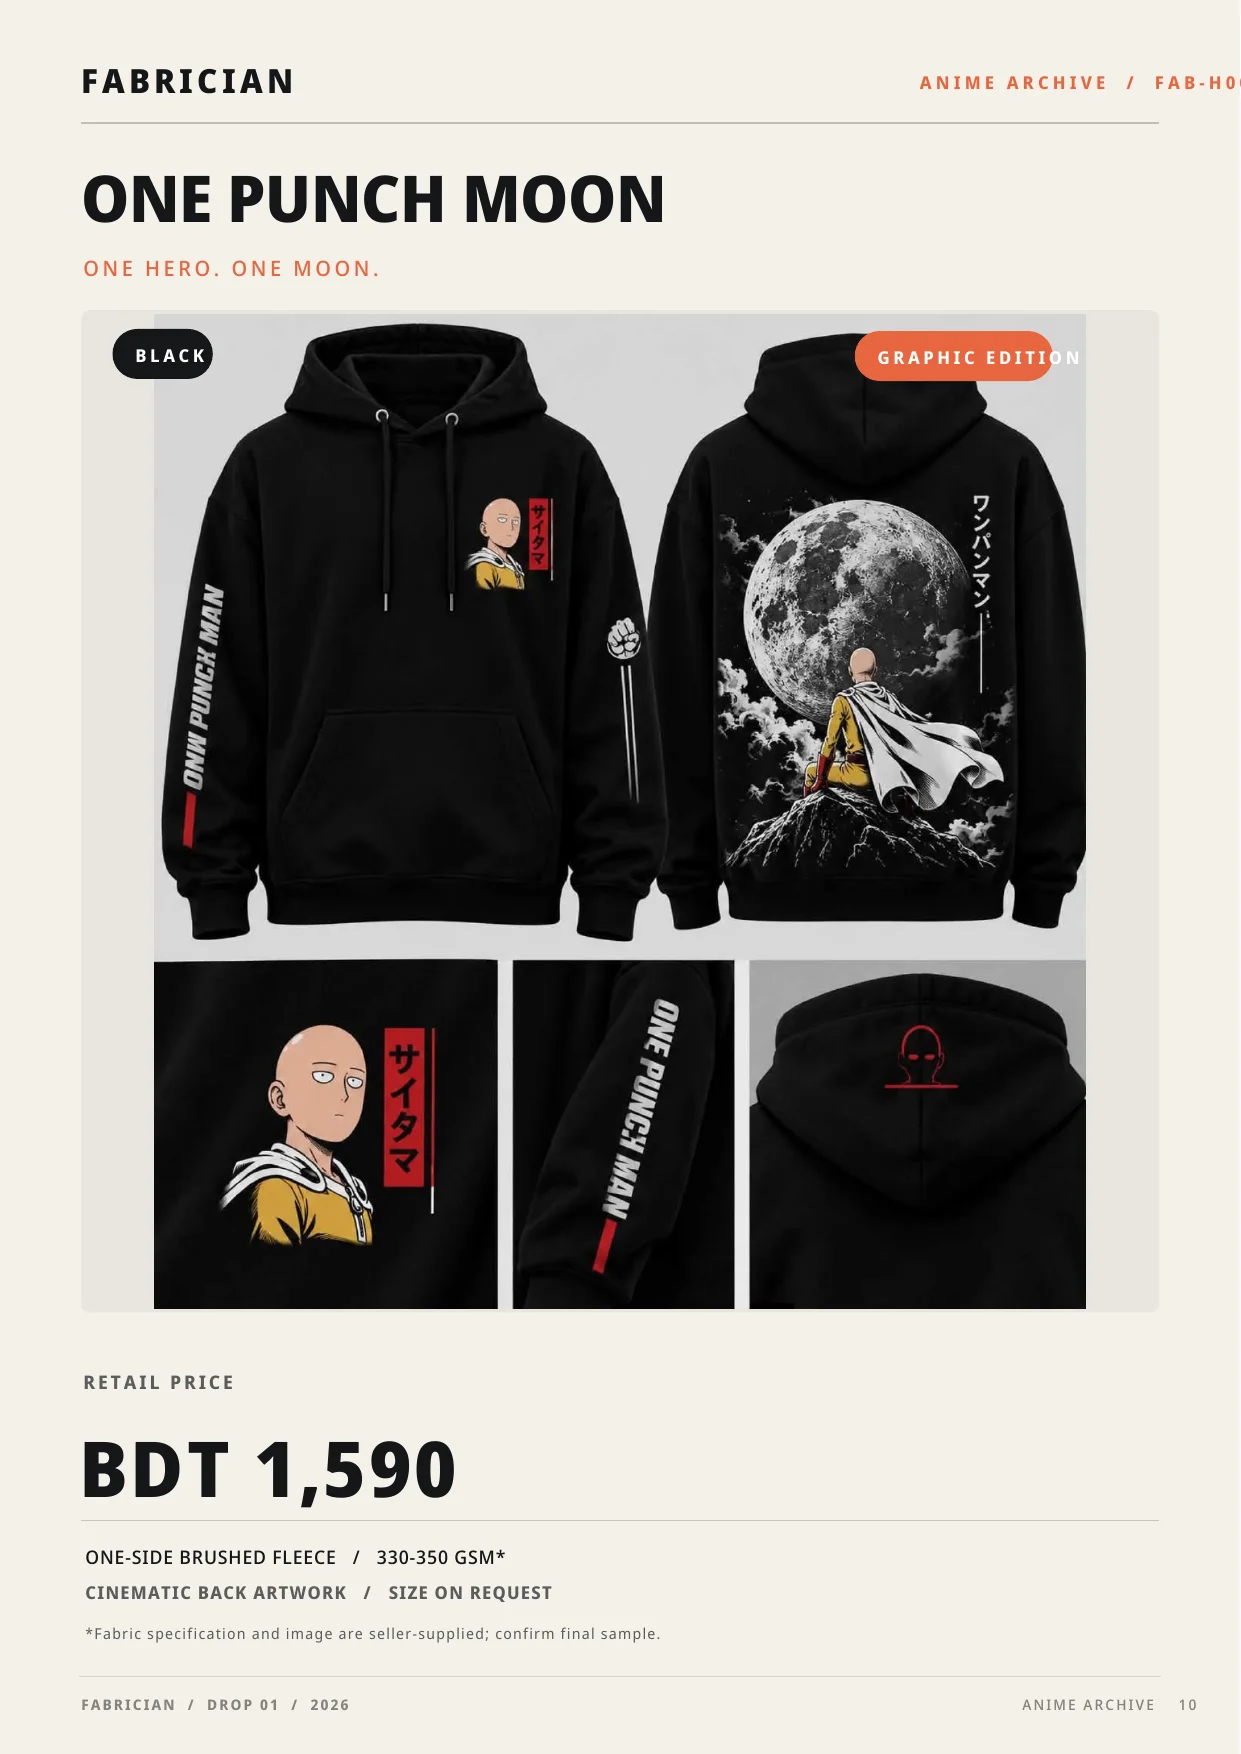 FABRICIAN
ANIME ARCHIVE / FAB-H0
ONE PUNCH MOON
ONE HERO. ONE MOON.
BLACK
GRAPHIC EDITION
サイタマ
ワンパンマン
ONW PUNCH MAN
サイタマ
ONE PUNCH MAN
RETAIL PRICE
BDT 1,590
ONE-SIDE BRUSHED FLEECE / 330-350 GSM*
CINEMATIC BACK ARTWORK / SIZE ON REQUEST
*Fabric specification and image are seller-supplied; confirm final sample.
FABRICIAN / DROP 01 / 2026
ANIME ARCHIVE 10